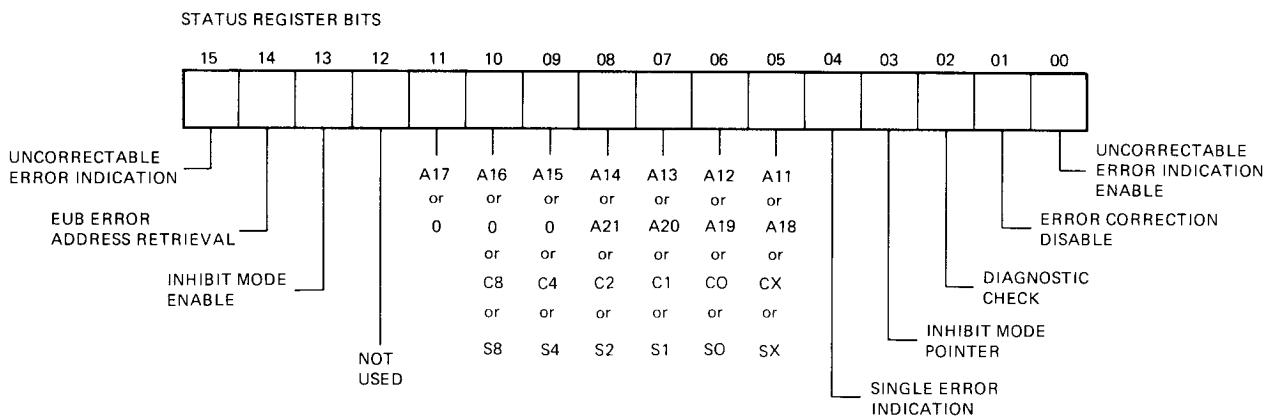 STATUS REGISTER BITS
15 14 13 12 11 10 09 08 07 06 05 04 03 02 01 00
UNCORRECTABLE
ERROR INDICATION
EUB ERROR
ADDRESS RETRIEVAL
INHIBIT MODE
ENABLE
NOT
USED
A17 A16 A15 A14 A13 A12 A11
or or or or or or or
0 0 0 A21 A20 A19 A18
or or or or or or
C8 C4 C2 C1 CO CX
or or or or or or
S8 S4 S2 S1 SO SX
UNCORRECTABLE
ERROR INDICATION
ENABLE
ERROR CORRECTION
DISABLE
DIAGNOSTIC
CHECK
INHIBIT MODE
POINTER
SINGLE ERROR
INDICATION